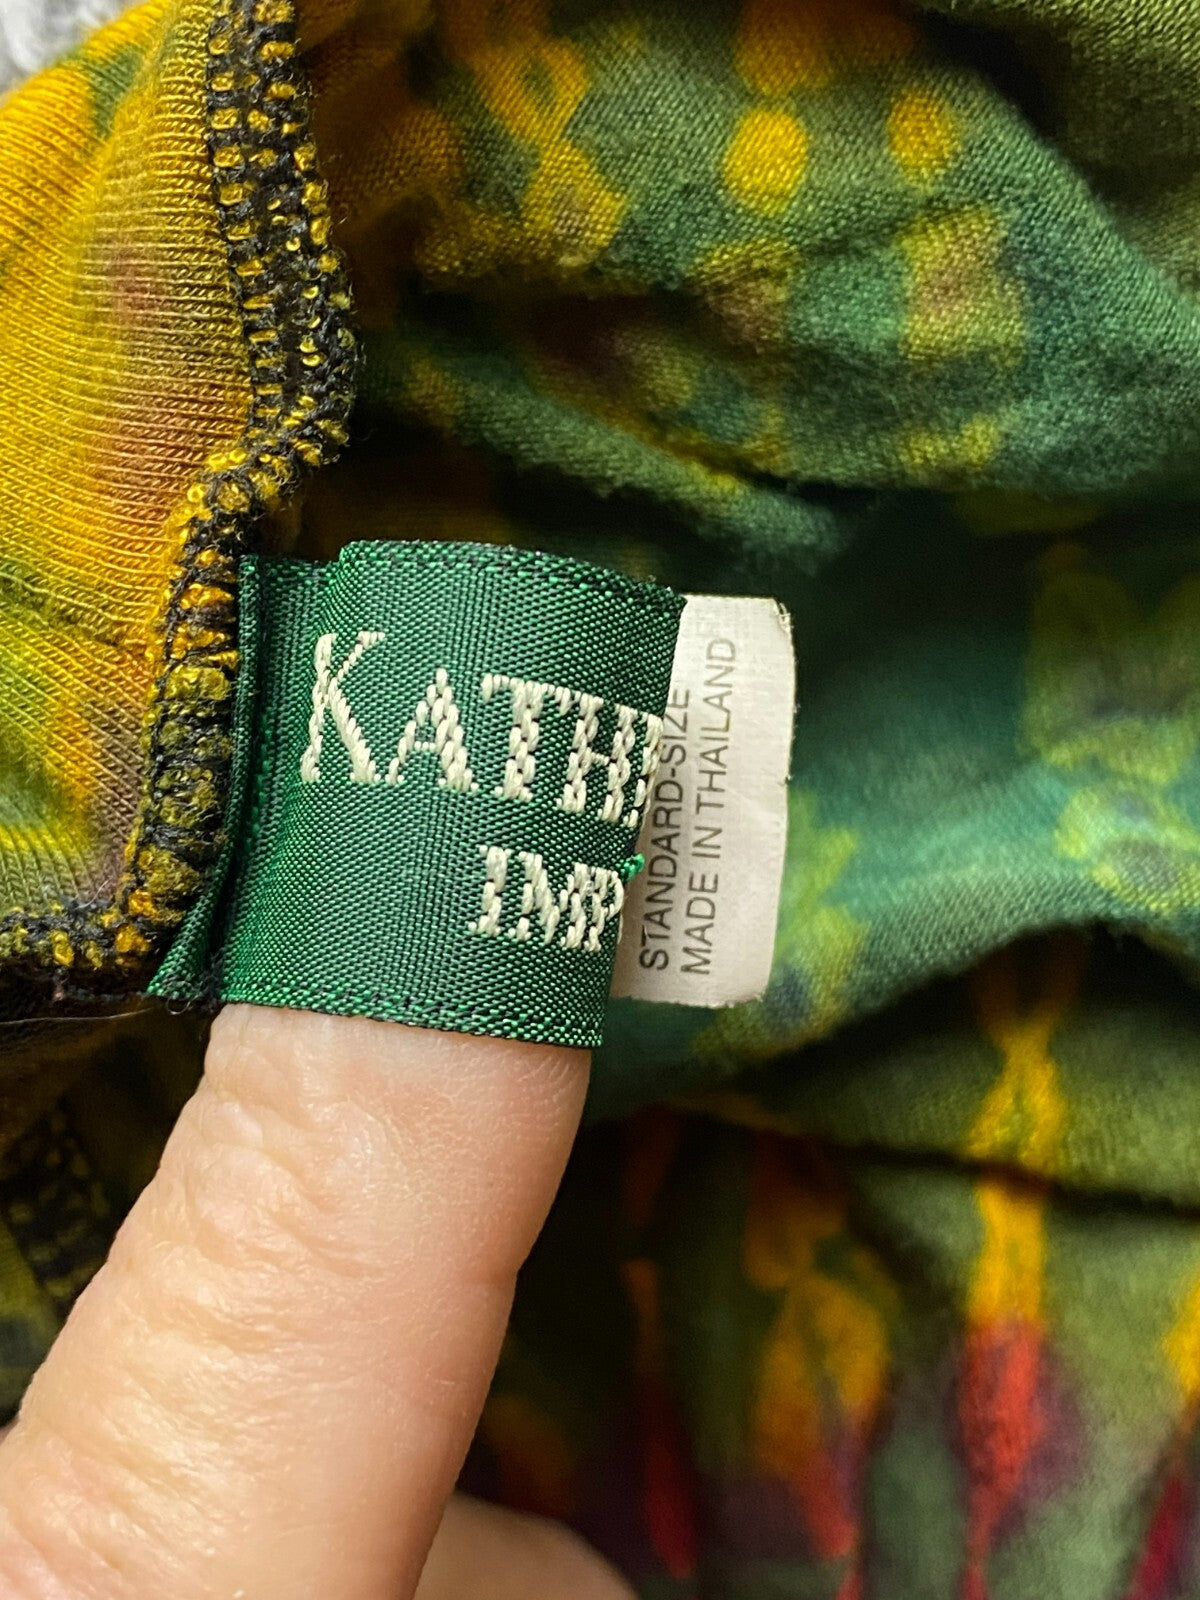 KATH
IMP
STANDARD-SIZE
MADE IN THAILAND